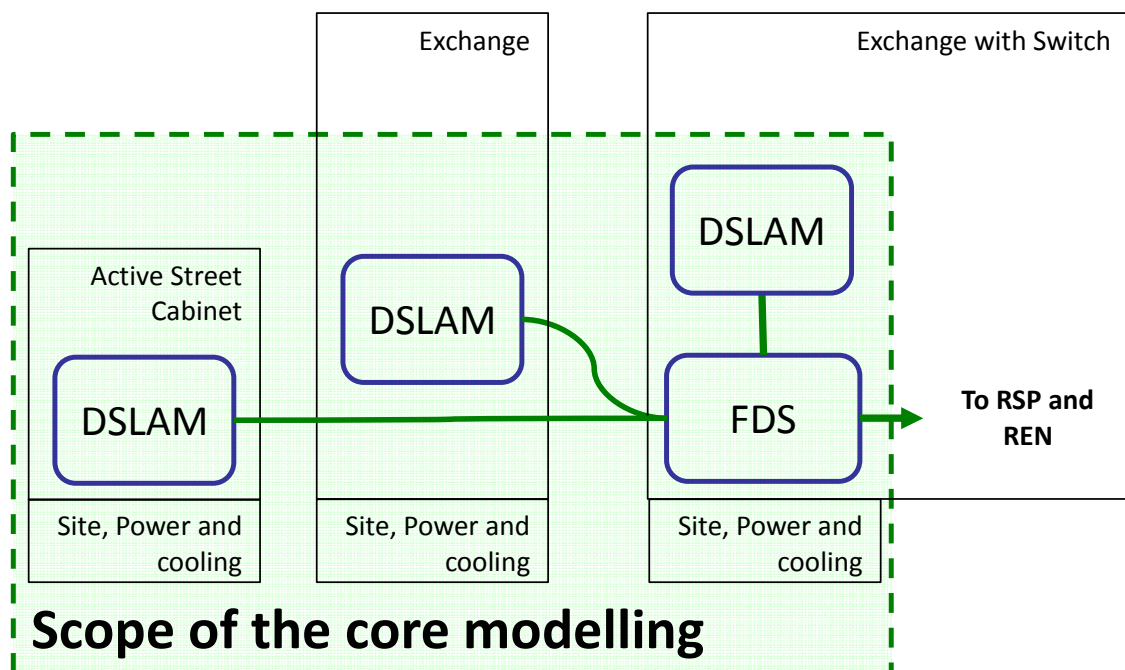 Exchange
Exchange with Switch
DSLAM
Active Street
Cabinet
DSLAM
DSLAM
FDS
To RSP and
REN
Site, Power and
cooling
Site, Power and
cooling
Site, Power and
cooling
Scope of the core modelling